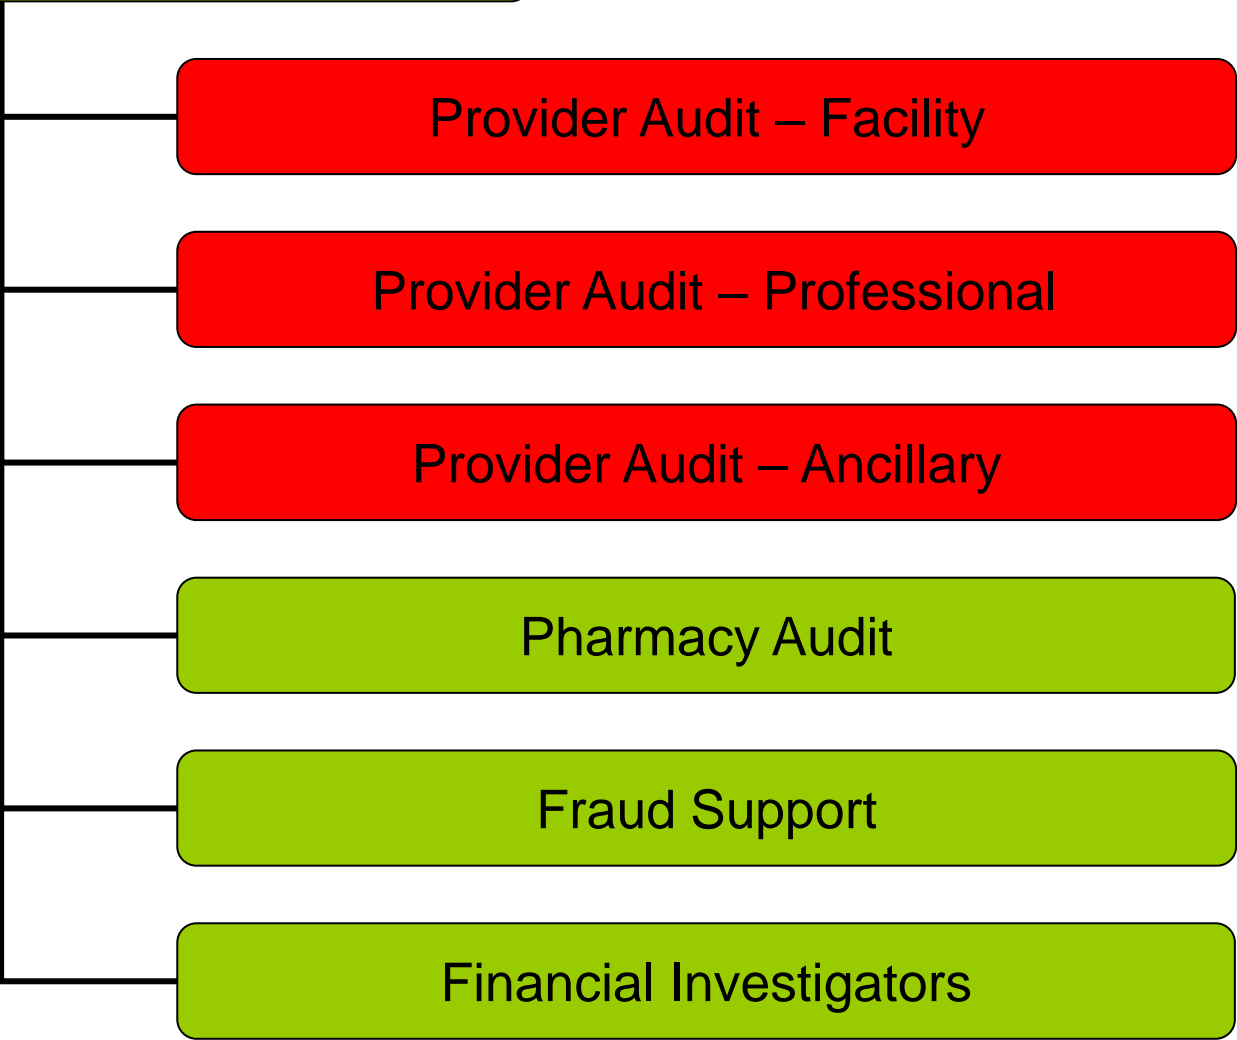 Provider Audit – Facility
Provider Audit – Professional
Provider Audit – Ancillary
Pharmacy Audit
Fraud Support
Financial Investigators